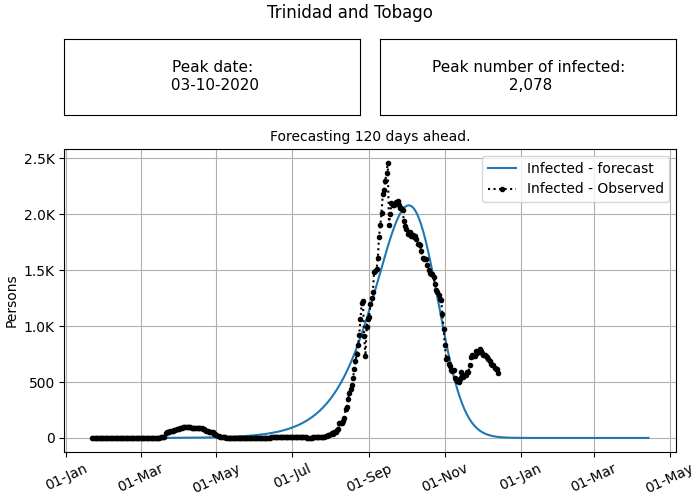 Trinidad and Tobago
Peak date:
03-10-2020
Peak number of infected:
2,078
Forecasting 120 days ahead.
Infected - forecast
Infected - Observed
Persons
2.5K
2.0K
1.5K
1.0K
500
0
01-Jan
01-Mar
01-May
01-Jul
01-Sep
01-Nov
01-Jan
01-Mar
01-May